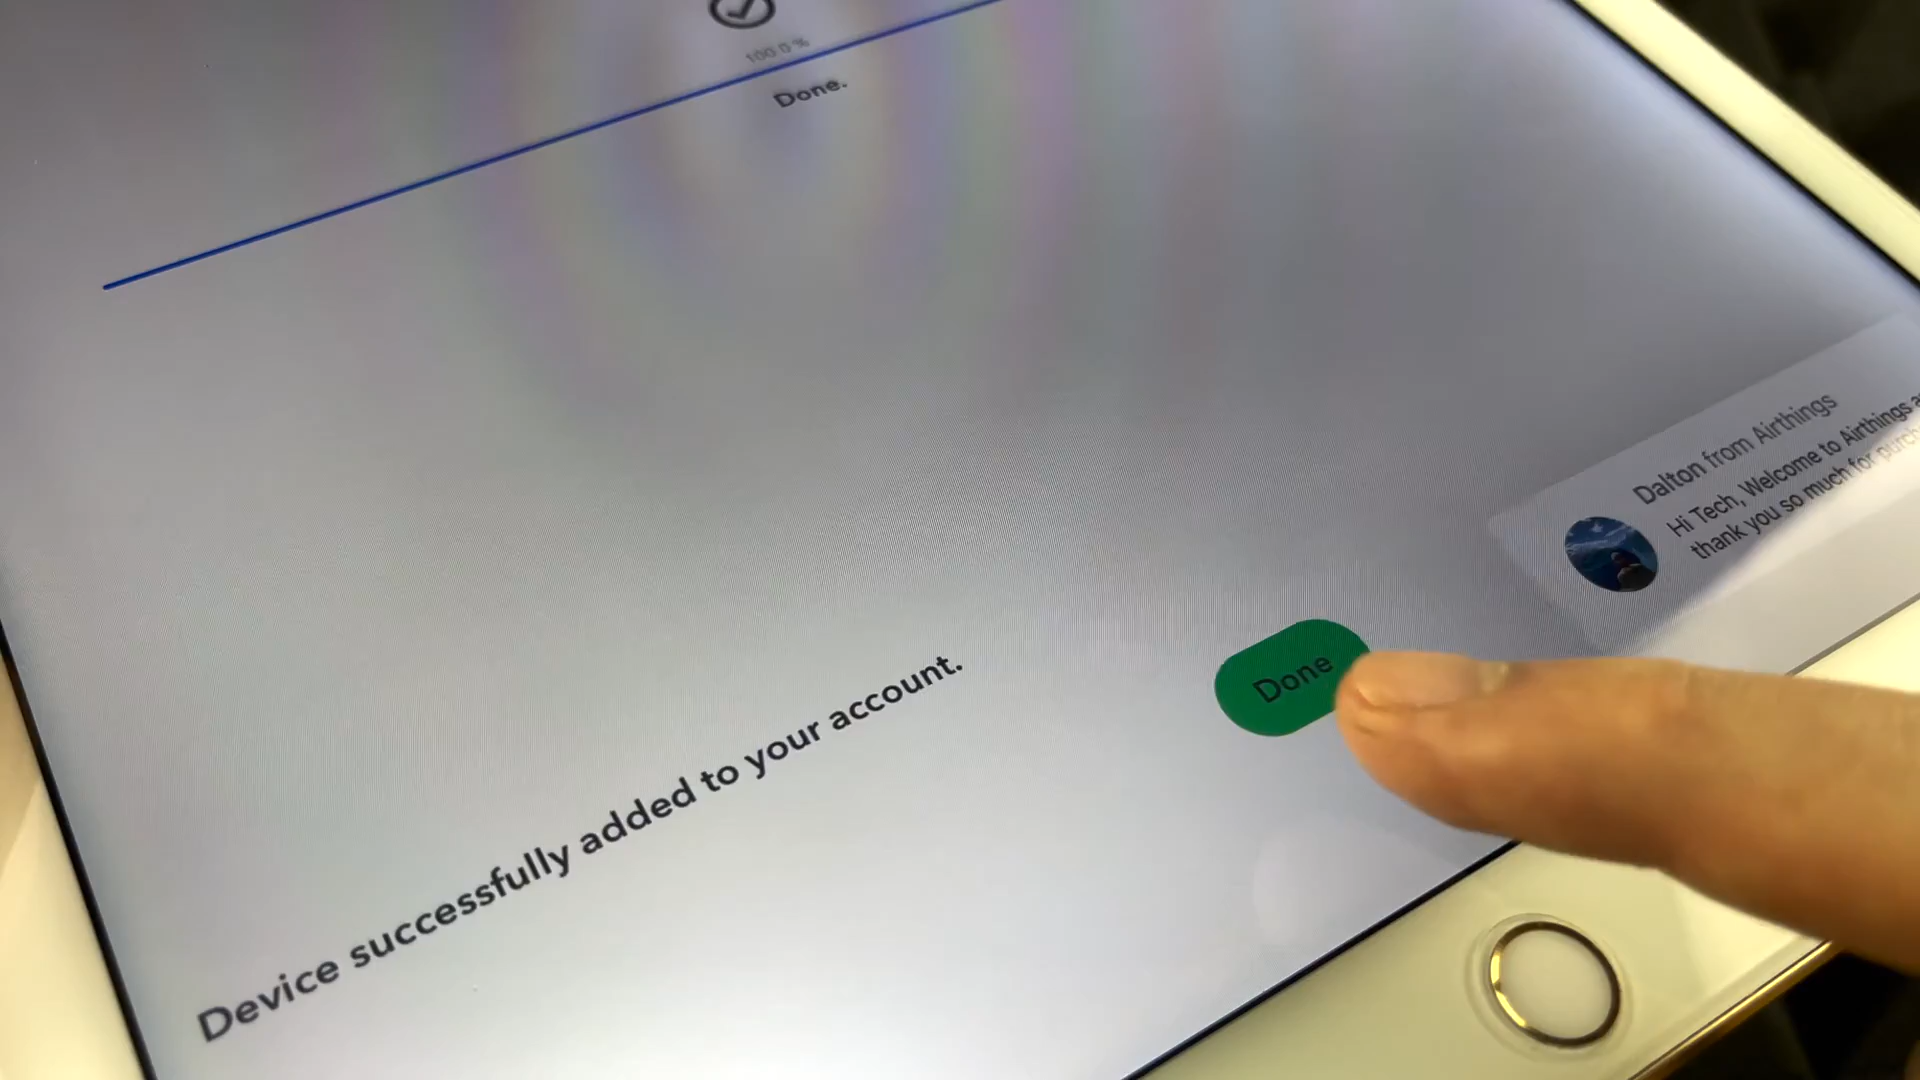 100.0 %
Done.
Dalton from Airthings
Hi Tech, Welcome to Airthings
thank you so much for
Done
Device successfully added to your account.